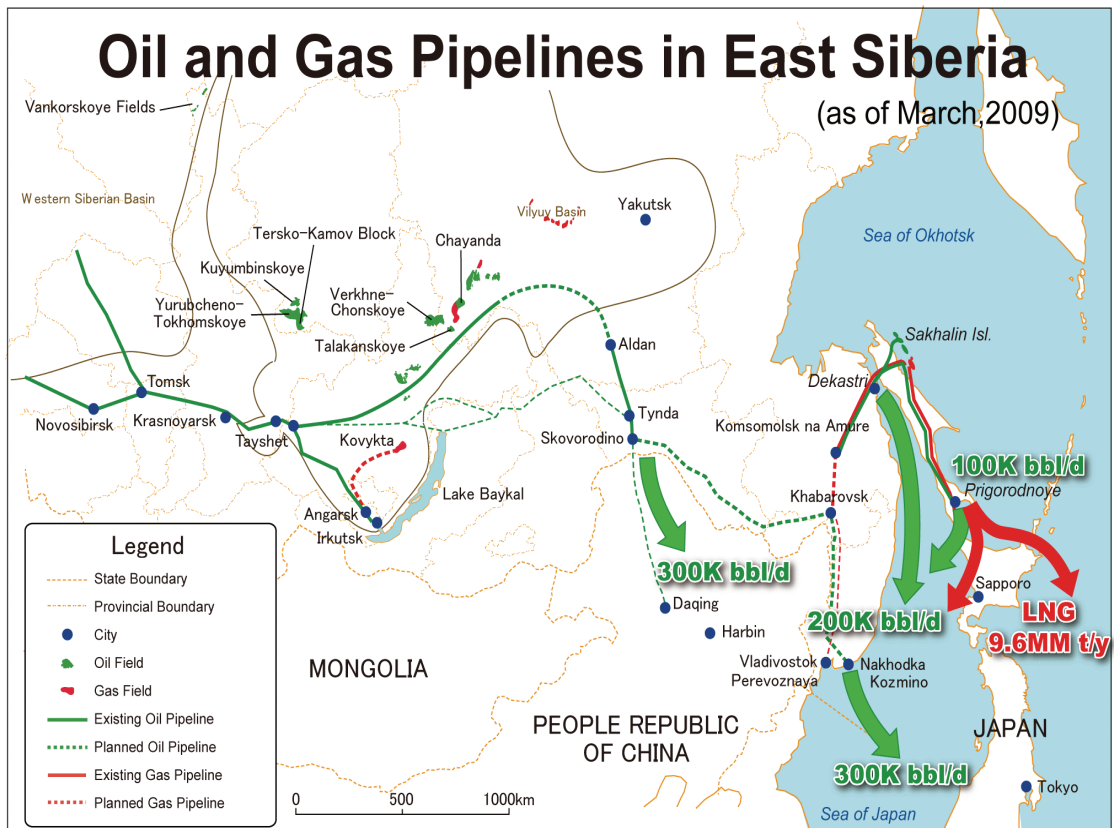 Oil and Gas Pipelines in East Siberia
(as of March,2009)
Vankorskoye Fields
Western Siberian Basin
Vilyuy Basin
Yakutsk
Sea of Okhotsk
Tersko-Kamov Block
Chayanda
Kuyumbinskoye
Yurubcheno-
Tokhomskoye
Verkhne-
Chonskoye
Talakanskoye
Sakhalin Isl.
Aldan
Dekastri
Tomsk
Novosibirsk
Krasnoyarsk
Tayshet
Tynda
Skovorodino
Komsomolsk na Amure
Kovykta
100K bbl/d
Prigorodnoye
Lake Baykal
Khabarovsk
Angarsk
Irkutsk
300K bbl/d
Sapporo
Daqing
200K bbl/d
LNG
9.6MM t/y
Harbin
MONGOLIA
Vladivostok
Perevoznaya
Nakhodka
Kozmino
PEOPLE REPUBLIC
OF CHINA
JAPAN
300K bbl/d
Tokyo
Sea of Japan
Legend
State Boundary
Provincial Boundary
City
Oil Field
Gas Field
Existing Oil Pipeline
Planned Oil Pipeline
Existing Gas Pipeline
Planned Gas Pipeline
0 500 1000km